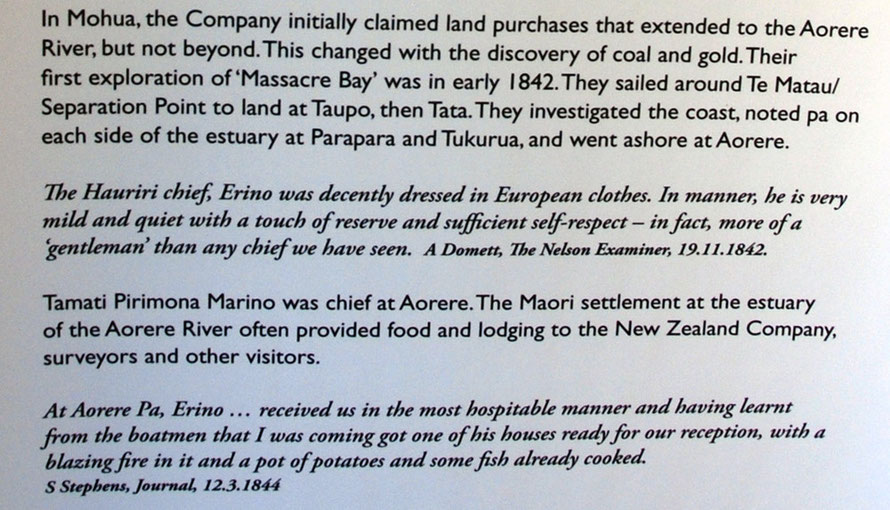 In Mohua, the Company initially claimed land purchases that extended to the Aorere
River, but not beyond. This changed with the discovery of coal and gold. Their
first exploration of 'Massacre Bay' was in early 1842. They sailed around Te Matau/
Separation Point to land at Taupo, then Tata. They investigated the coast, noted pa on
each side of the estuary at Parapara and Tukurua, and went ashore at Aorere.
The Hauriri chief, Erino was decently dressed in European clothes. In manner, he is very
mild and quiet with a touch of reserve and sufficient self-respect – in fact, more of a
'gentleman' than any chief we have seen. A Domett, The Nelson Examiner, 19.11.1842.
Tamati Pirimona Marino was chief at Aorere. The Maori settlement at the estuary
of the Aorere River often provided food and lodging to the New Zealand Company,
surveyors and other visitors.
At Aorere Pa, Erino … received us in the most hospitable manner and having learnt
from the boatmen that I was coming got one of his houses ready for our reception, with a
blazing fire in it and a pot of potatoes and some fish already cooked.
S Stephens, Journal, 12.3.1844